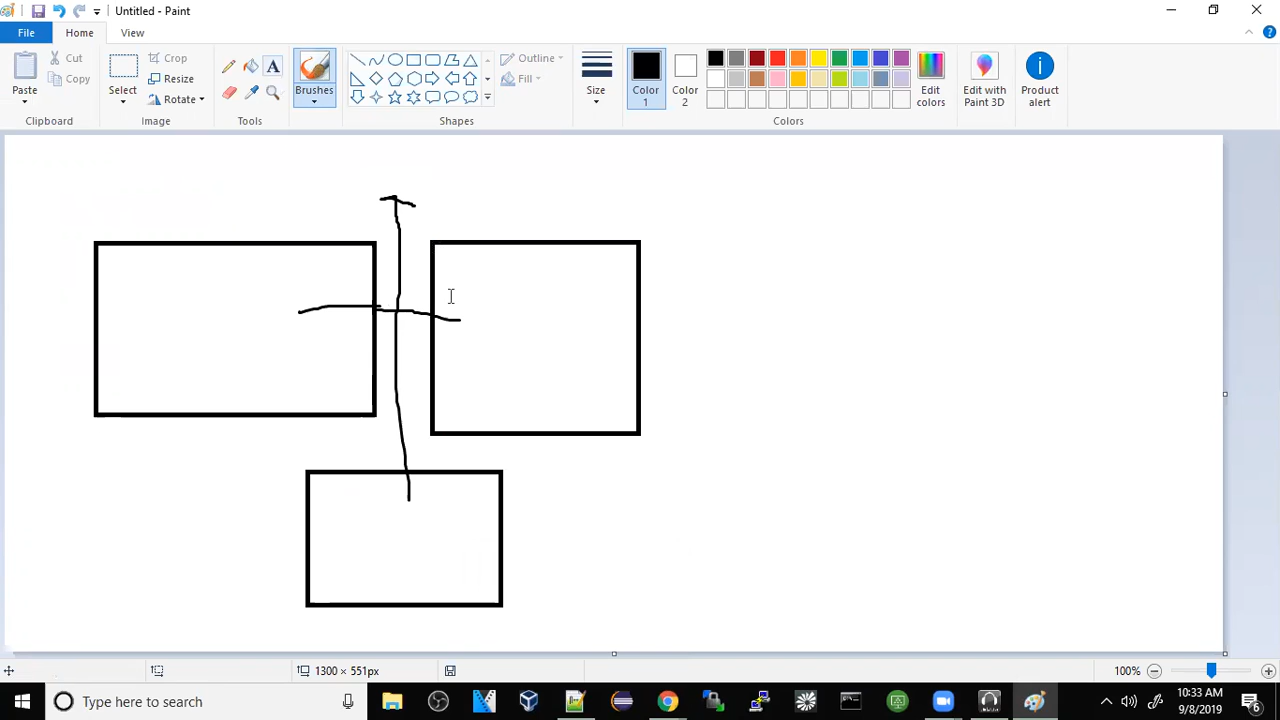 Untitled - Paint
File
Home
View
Paste
Cut
Copy
Clipboard
Select
Crop
Resize
Rotate
Image
A
Tools
Brushes
Shapes
Outline
Fill
Size
Color
1
Color
2
Edit
colors
Colors
Edit with
Paint 3D
Product
alert
1300 × 551px
100%
Type here to search
10:33 AM
9/8/2019
6